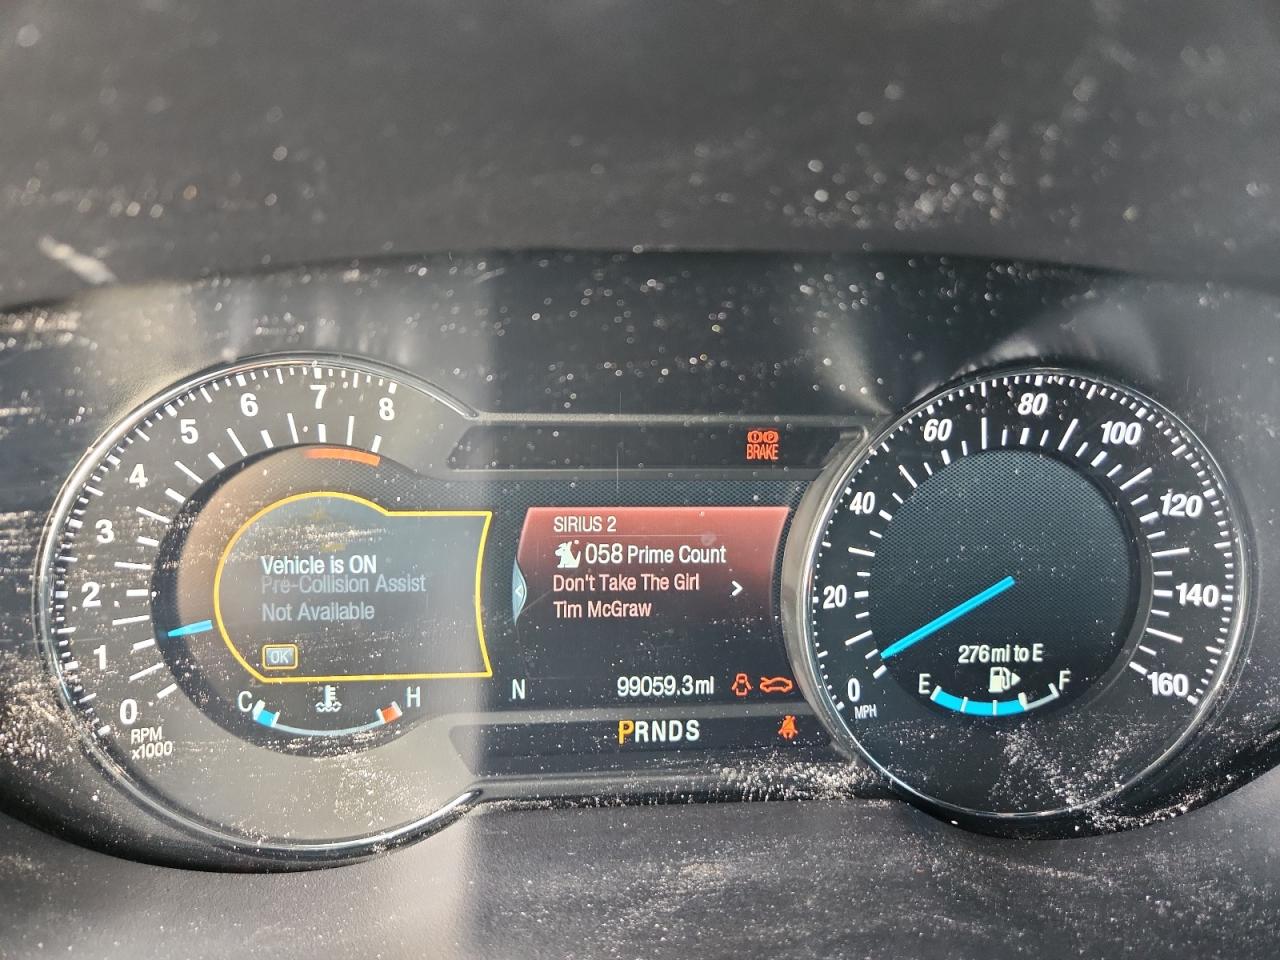 0
1
2
3
4
5
6
7
8
RPM
x1000
Vehicle is ON
Pre-Collision Assist
Not Available
OK
C
H
BRAKE
SIRIUS 2
058 Prime Count
Don't Take The Girl
Tim McGraw
N
99059.3mi
PRNDS
0
20
40
60
80
100
120
140
160
MPH
276 mi to E
E
F